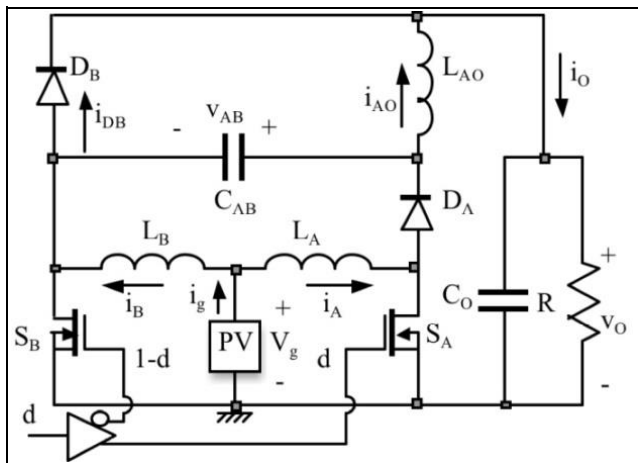 D_B
L_AO
i_O
i_DB
v_AB
i_AO
- +
C_AB
D_A
L_B
L_A
+
i_B
i_g
+
i_A
C_O
R
v_O
S_B
PV
V_g
S_A
1-d
-
d
-
d